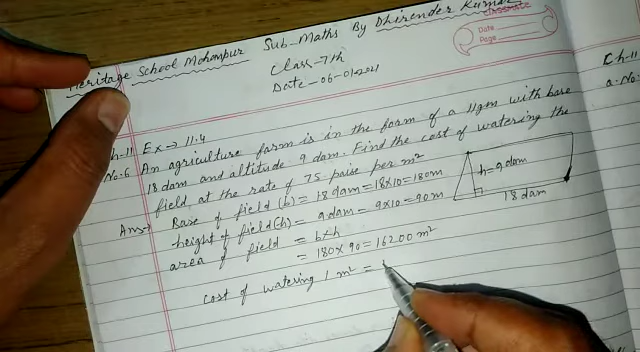 Heritage School Mohanpur Sub-Maths By Dhirender Kumar
classmate
Date
Page
Class-7th
Date-06-01-2021
Ch-11
Ch-11 Ex→ 11.4
No:6 An agriculture farm is in the form of a 11gm with base
18 dam and altitude 9 dam. Find the cost of watering the
field at the rate of 75 paise per m²
Ans→ Base of field (b) = 18 dam = 18×10 = 180m
height of field(h) = 9 dam = 9×10 = 90m
area of field = b×h
= 180×90 = 16200 m²
cost of watering 1 m² =
h=9dam
18 dam